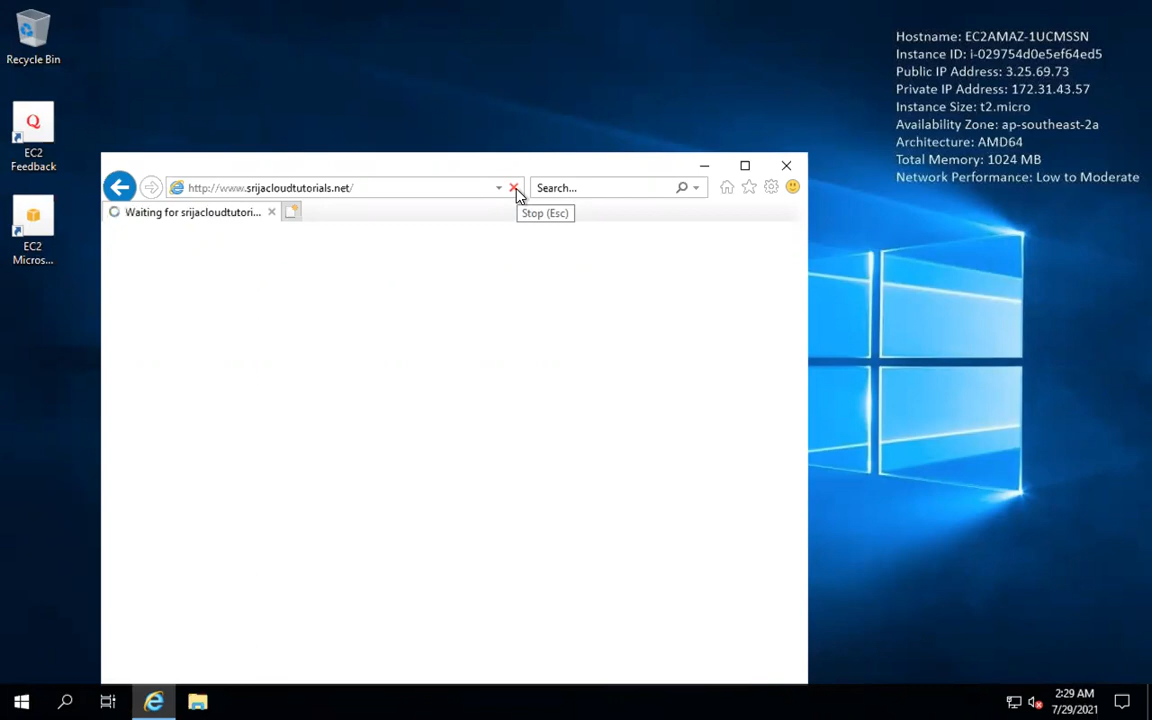 Recycle Bin
Q
EC2
Feedback
EC2
Micros...
Hostname: EC2AMAZ-1UCMSSN
Instance ID: i-029754d0e5ef64ed5
Public IP Address: 3.25.69.73
Private IP Address: 172.31.43.57
Instance Size: t2.micro
Availability Zone: ap-southeast-2a
Architecture: AMD64
Total Memory: 1024 MB
Network Performance: Low to Moderate
http://www.srijacloudtutorials.net/
Search...
Waiting for srijacloudtutori...
Stop (Esc)
2:29 AM
7/29/2021